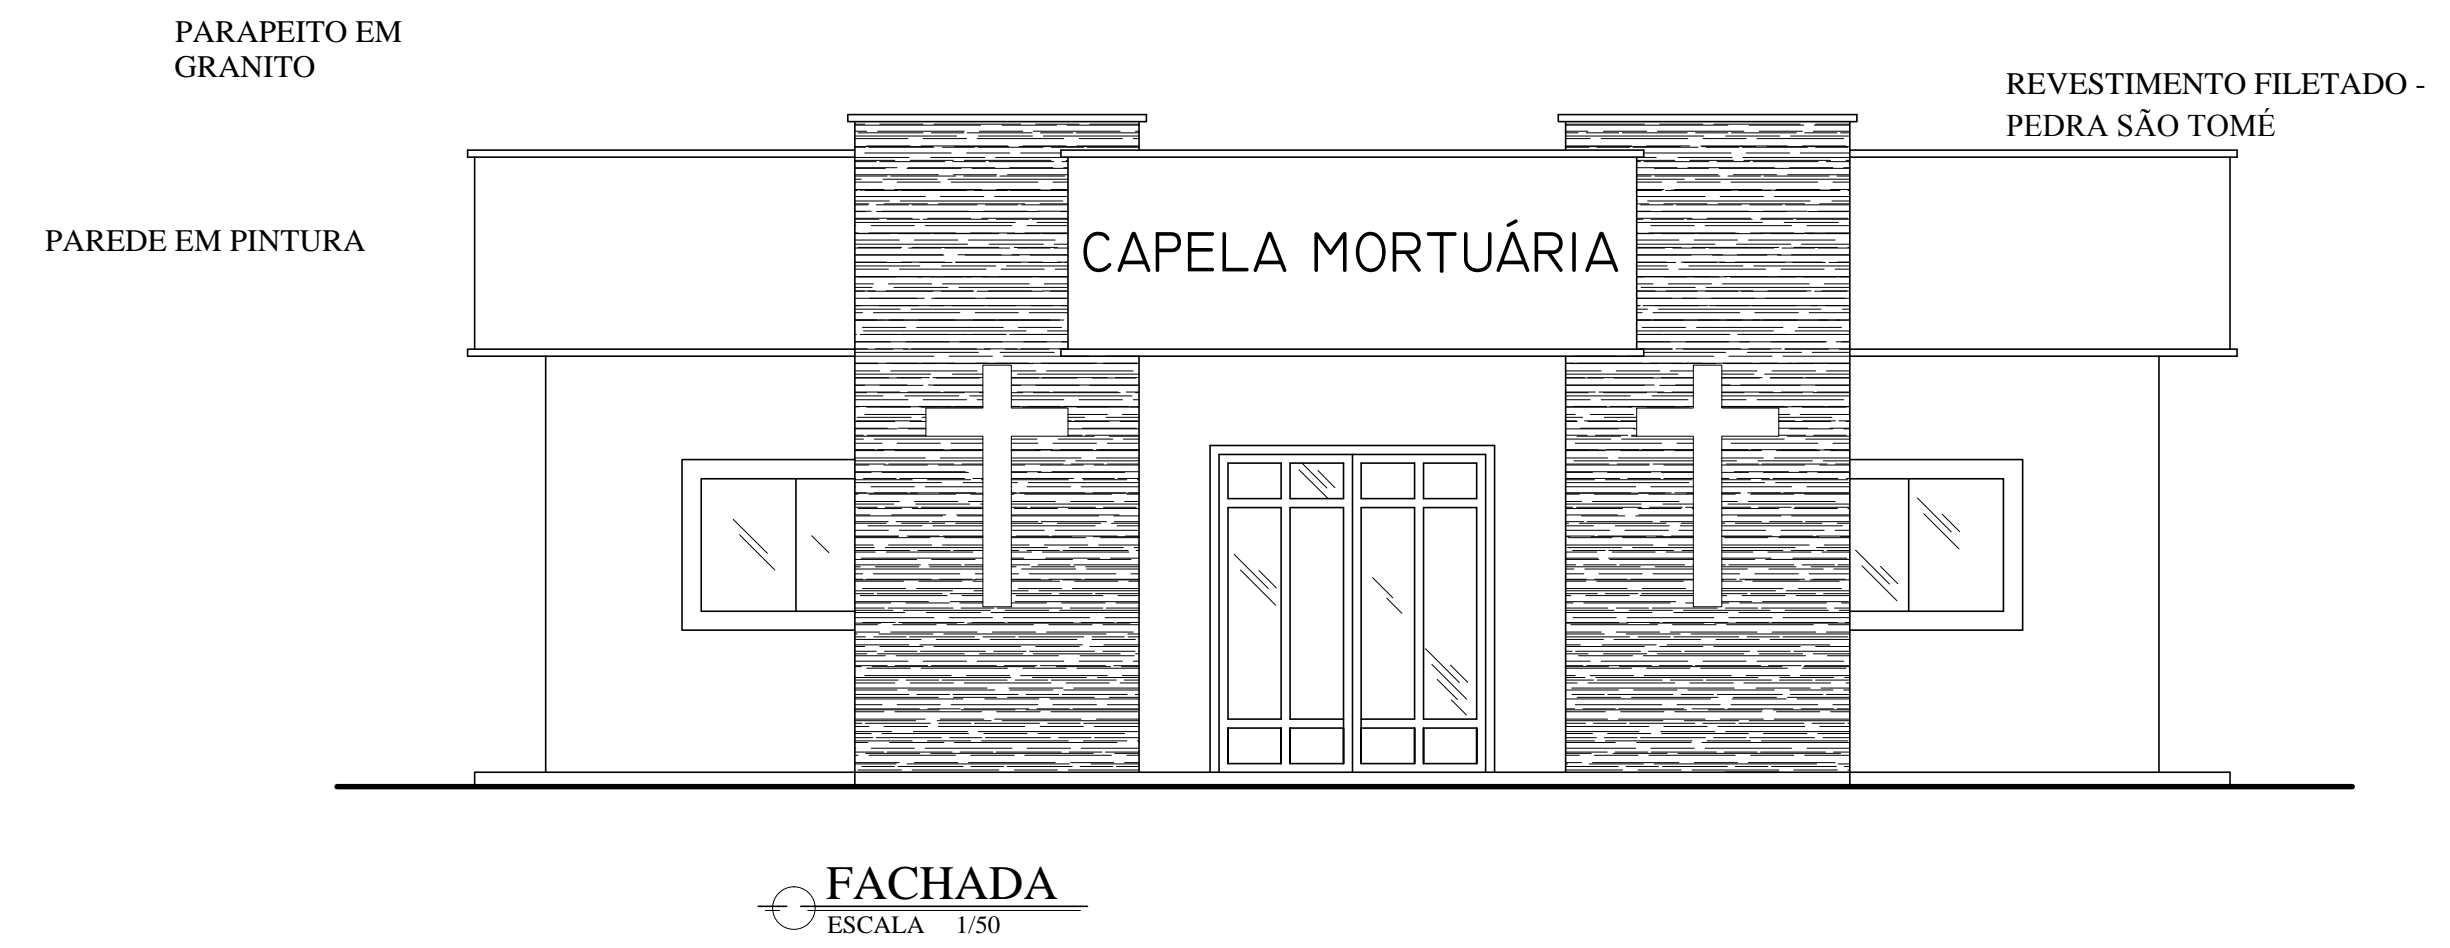 PARAPEITO EM
GRANITO
REVESTIMENTO FILETADO -
PEDRA SÃO TOMÉ
PAREDE EM PINTURA
CAPELA MORTUÁRIA
FACHADA
ESCALA 1/50